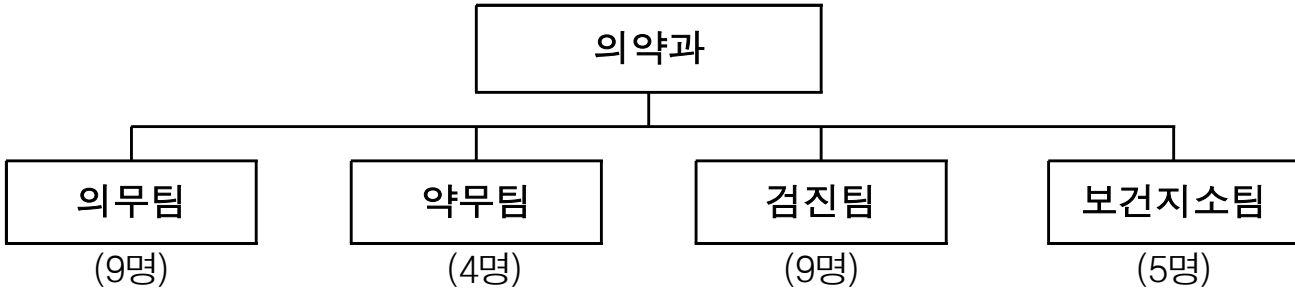 의약과
의무팀 약무팀 검진팀 보건지소팀
(9명) (4명) (9명) (5명)